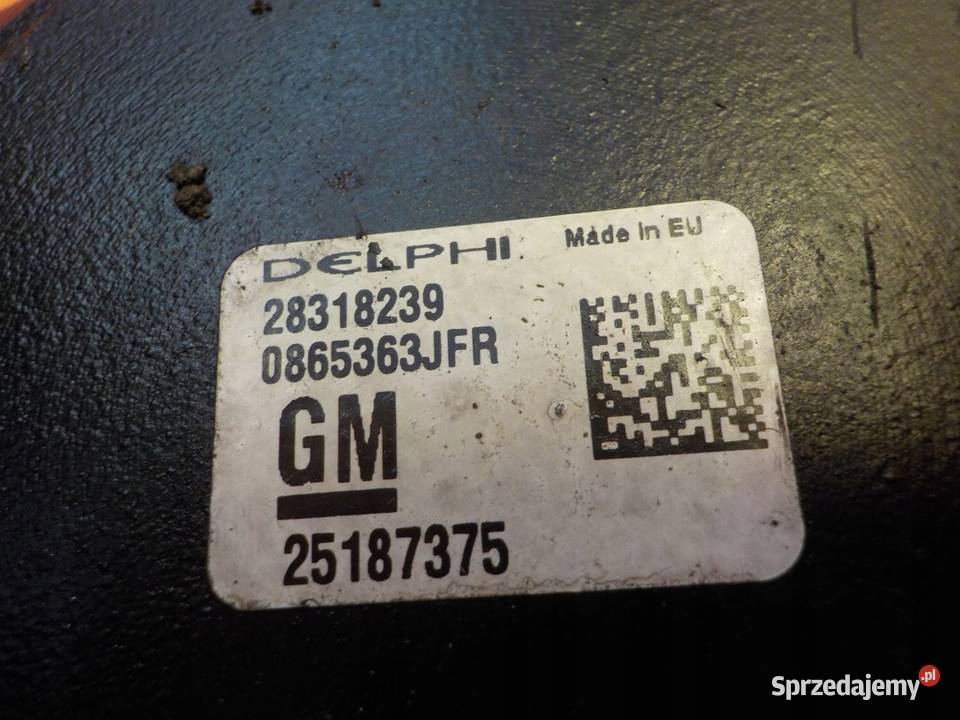 DELPHI
Made in EU
28318239
0865363JFR
GM
25187375
Sprzedajemy.pl